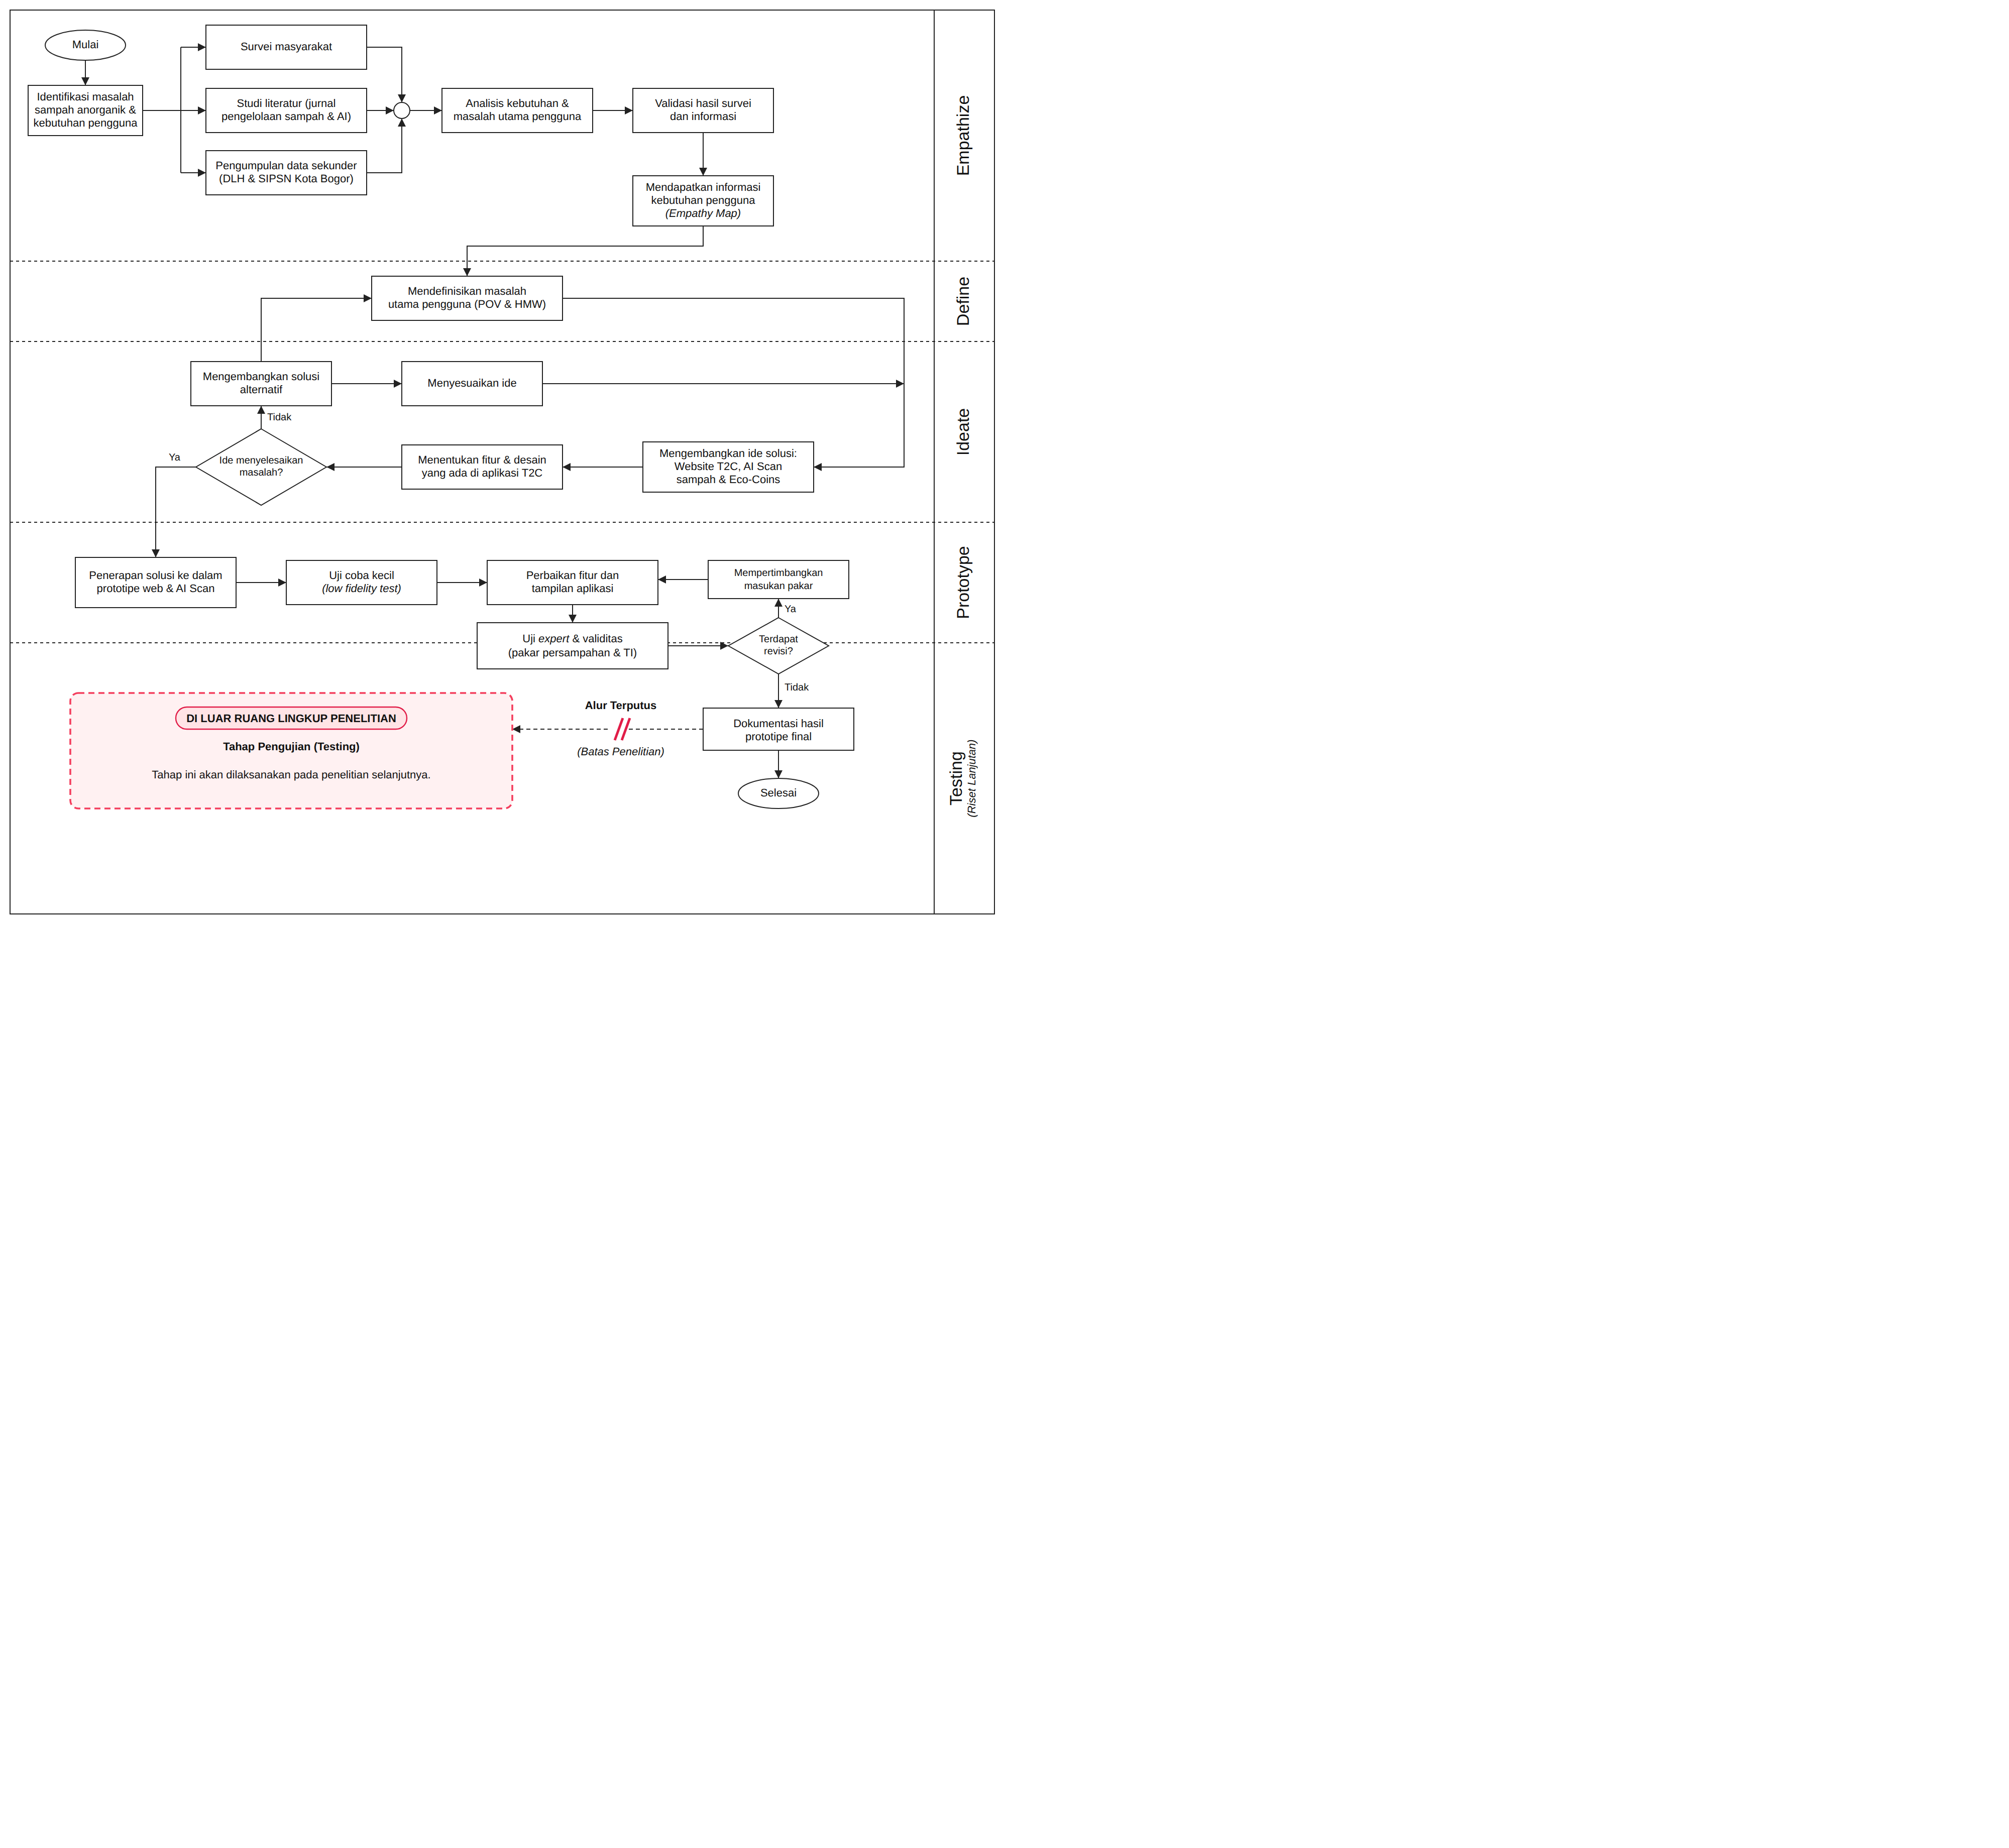 Mulai
Identifikasi masalah
sampah anorganik &
kebutuhan pengguna
Survei masyarakat
Studi literatur (jurnal
pengelolaan sampah & AI)
Pengumpulan data sekunder
(DLH & SIPSN Kota Bogor)
Analisis kebutuhan &
masalah utama pengguna
Validasi hasil survei
dan informasi
Mendapatkan informasi
kebutuhan pengguna
(Empathy Map)
Empathize
Mendefinisikan masalah
utama pengguna (POV & HMW)
Define
Mengembangkan solusi
alternatif
Menyesuaikan ide
Tidak
Ya
Ide menyelesaikan
masalah?
Menentukan fitur & desain
yang ada di aplikasi T2C
Mengembangkan ide solusi:
Website T2C, AI Scan
sampah & Eco-Coins
Ideate
Penerapan solusi ke dalam
prototipe web & AI Scan
Uji coba kecil
(low fidelity test)
Perbaikan fitur dan
tampilan aplikasi
Mempertimbangkan
masukan pakar
Ya
Prototype
Uji expert & validitas
(pakar persampahan & TI)
Terdapat
revisi?
Tidak
DI LUAR RUANG LINGKUP PENELITIAN
Tahap Pengujian (Testing)
Tahap ini akan dilaksanakan pada penelitian selanjutnya.
Alur Terputus
(Batas Penelitian)
Dokumentasi hasil
prototipe final
Selesai
Testing
(Riset Lanjutan)